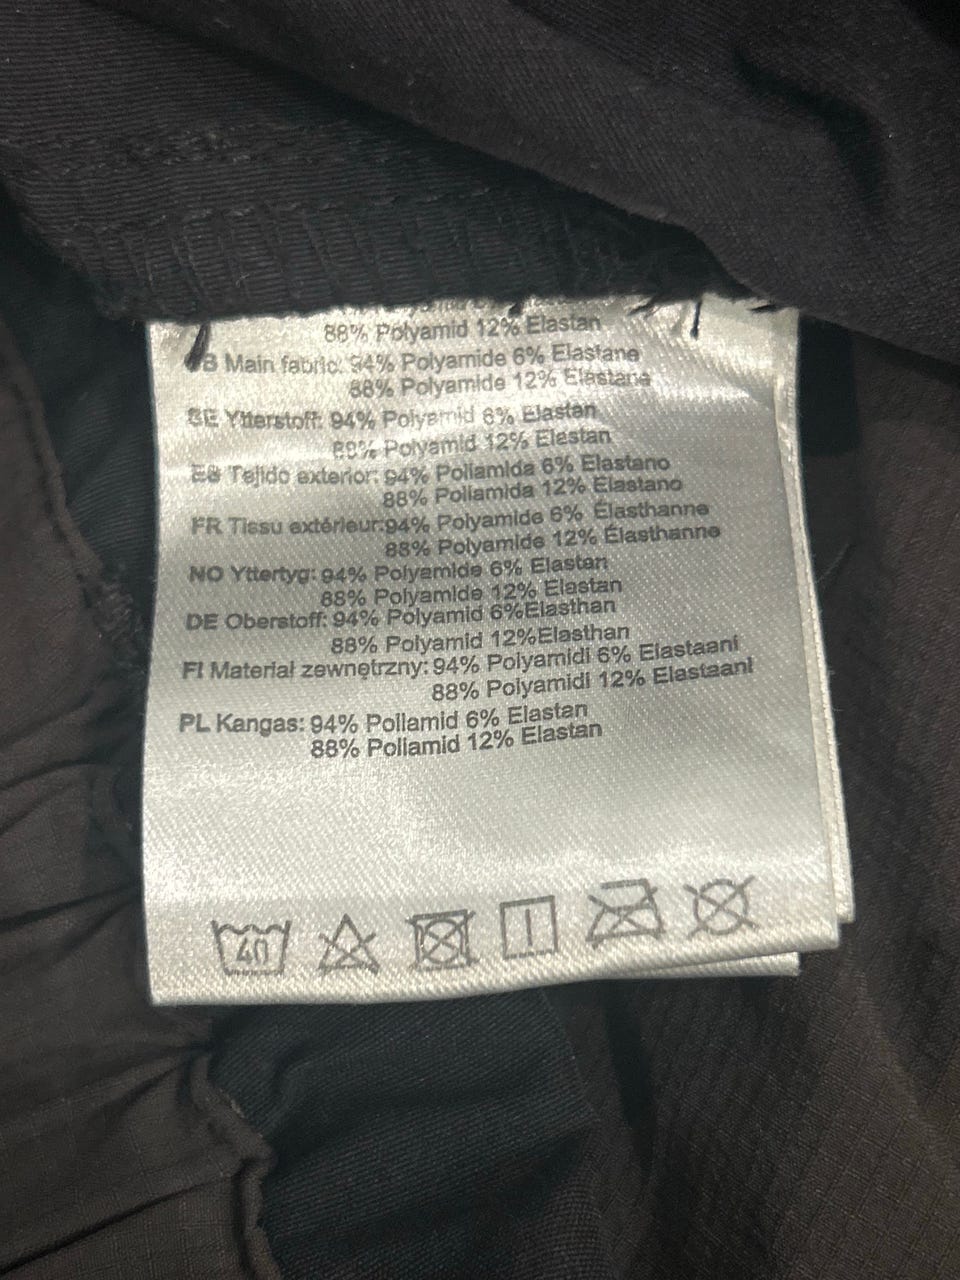 88% Polyamid 12% Elastan
Main fabric: 94% Polyamide 6% Elastane
88% Polyamide 12% Elastane
SE Ytterstoff: 94% Polyamid 6% Elastan
88% Polyamid 12% Elastan
ES Tejido exterior: 94% Poliamida 6% Elastano
88% Poliamida 12% Elastano
FR Tissu extérieur:94% Polyamide 6% Élasthanne
88% Polyamide 12% Élasthanne
NO Yttertyg: 94% Polyamide 6% Elastan
88% Polyamide 12% Elastan
DE Oberstoff: 94% Polyamid 6%Elasthan
88% Polyamid 12%Elasthan
FI Materiał zewnętrzny: 94% Polyamidi 6% Elastaani
88% Polyamidi 12% Elastaani
PL Kangas: 94% Poliamid 6% Elastan
88% Poliamid 12% Elastan
40